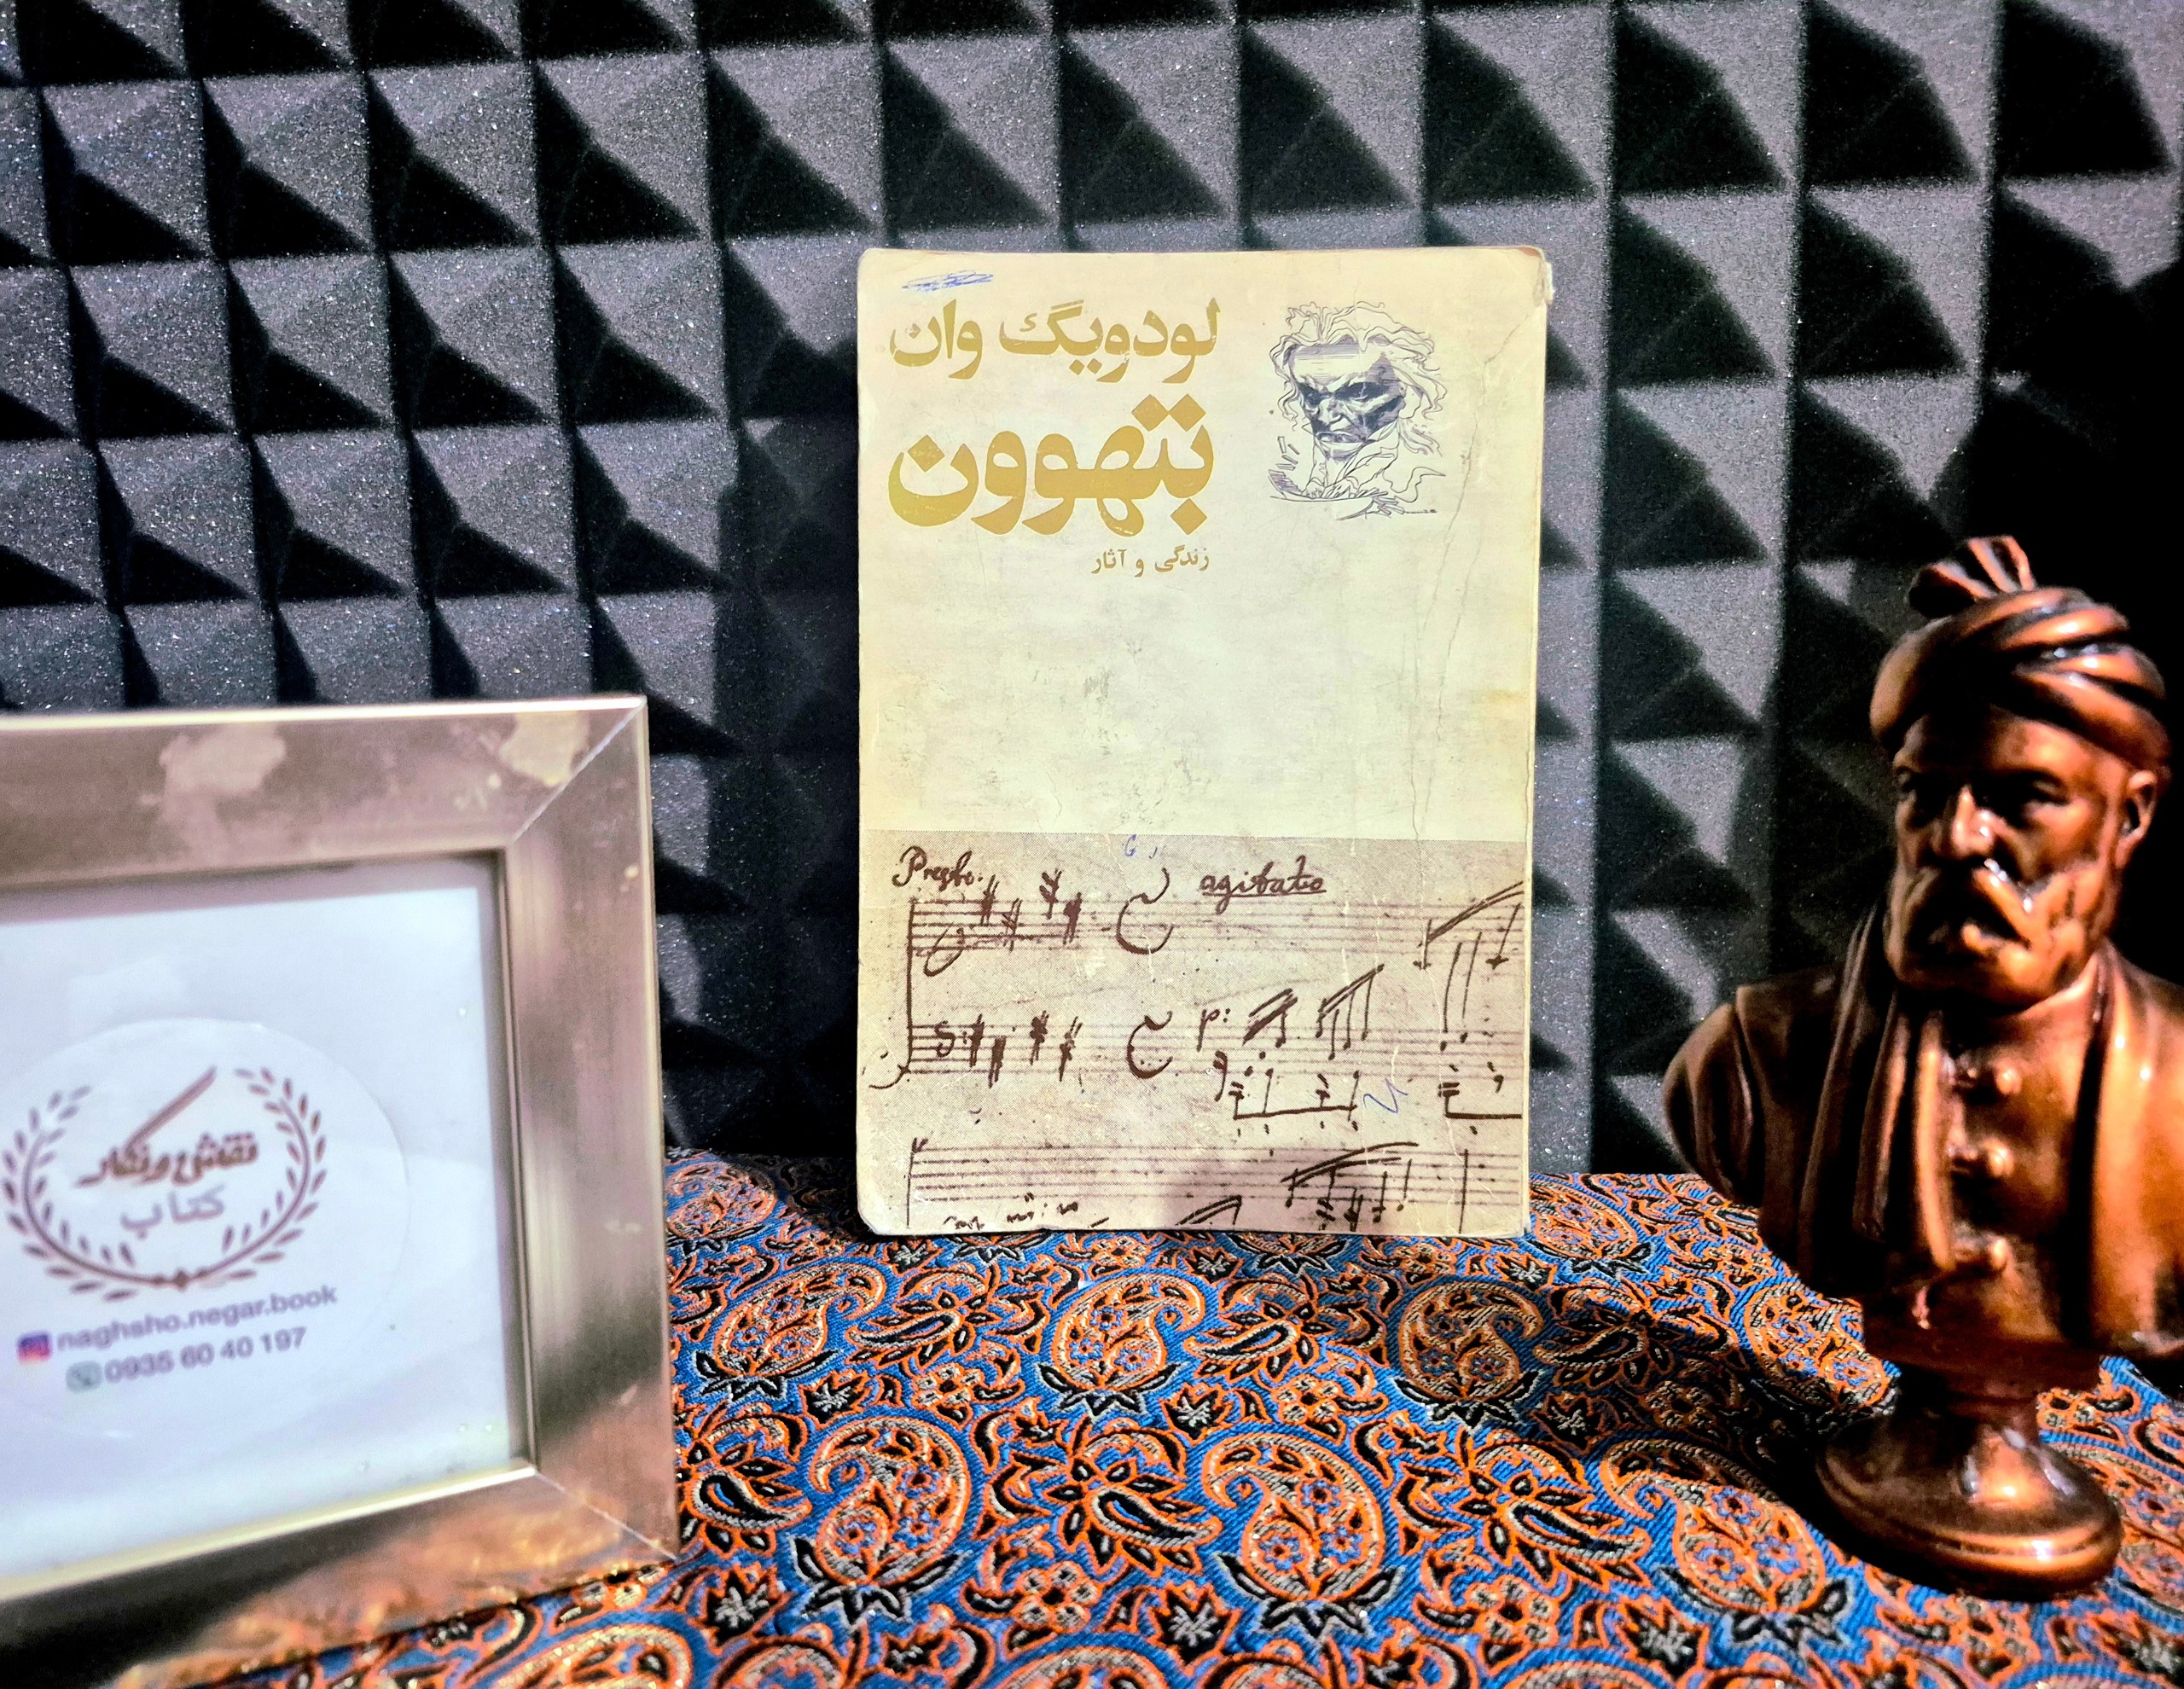 لودویگ وان
بتهوون
زندگی و آثار
Presto.
agitato
p:
نقش و نگار
کتاب
naghsho.negar.book
0935 60 40 197